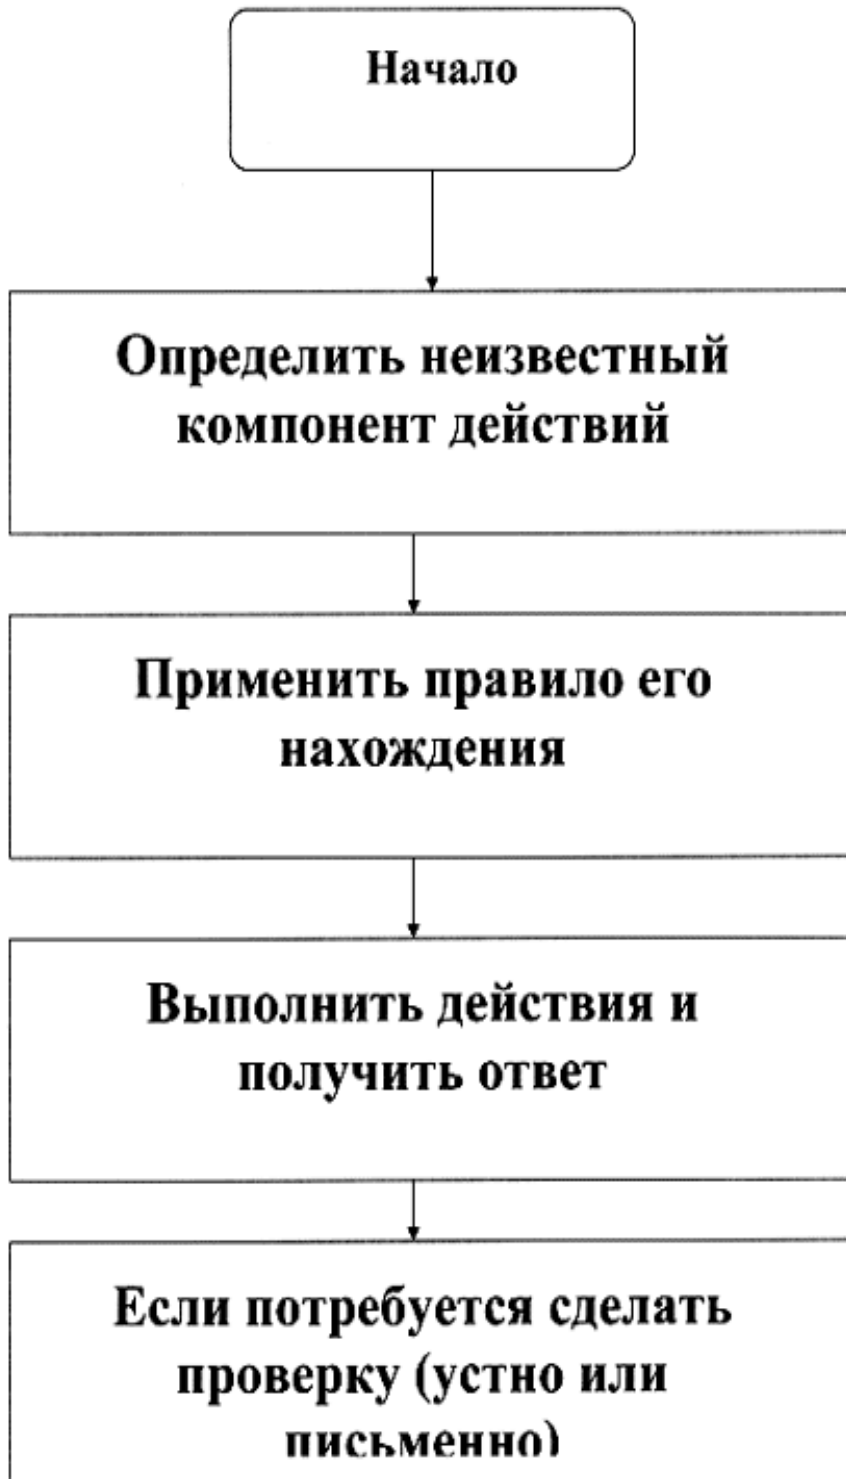 Начало
Определить неизвестный
компонент действий
Применить правило его
нахождения
Выполнить действия и
получить ответ
Если потребуется сделать
проверку (устно или
письменно)